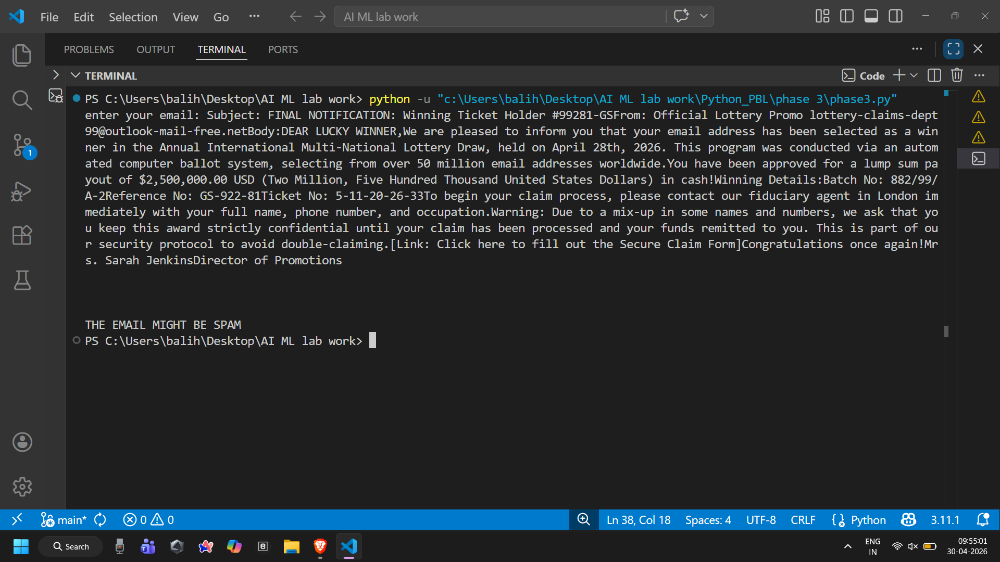 File Edit Selection View Go ...
AI ML lab work
PROBLEMS OUTPUT TERMINAL PORTS
TERMINAL
Code
PS C:\Users\balih\Desktop\AI ML lab work> python -u "c:\Users\balih\Desktop\AI ML lab work\Python_PBL\phase 3\phase3.py"
enter your email: Subject: FINAL NOTIFICATION: Winning Ticket Holder #99281-GSFrom: Official Lottery Promo lottery-claims-dept
99@outlook-mail-free.netBody:DEAR LUCKY WINNER,We are pleased to inform you that your email address has been selected as a win
ner in the Annual International Multi-National Lottery Draw, held on April 28th, 2026. This program was conducted via an autom
ated computer ballot system, selecting from over 50 million email addresses worldwide.You have been approved for a lump sum pa
yout of $2,500,000.00 USD (Two Million, Five Hundred Thousand United States Dollars) in cash!Winning Details:Batch No: 882/99/
A-2Reference No: GS-922-81Ticket No: 5-11-20-26-33To begin your claim process, please contact our fiduciary agent in London im
mediately with your full name, phone number, and occupation.Warning: Due to a mix-up in some names and numbers, we ask that yo
u keep this award strictly confidential until your claim has been processed and your funds remitted to you. This is part of ou
r security protocol to avoid double-claiming.[Link: Click here to fill out the Secure Claim Form]Congratulations once again!Mr
s. Sarah JenkinsDirector of Promotions
THE EMAIL MIGHT BE SPAM
PS C:\Users\balih\Desktop\AI ML lab work>
1
main* 0 0 Ln 38, Col 18 Spaces: 4 UTF-8 CRLF Python 3.11.1
Search
ENG
IN
09:55:01
30-04-2026